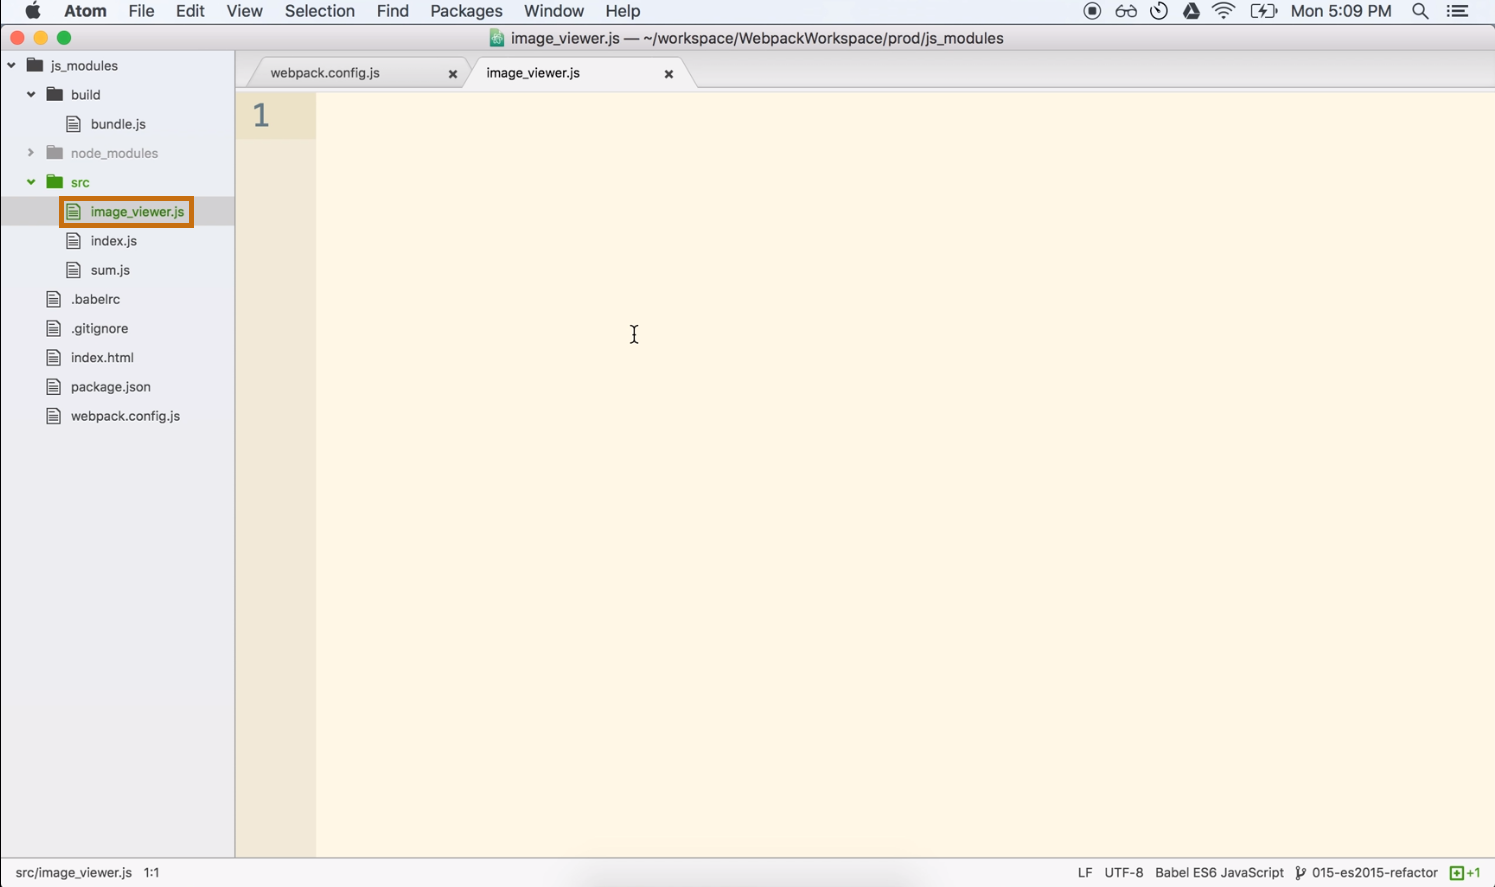 Atom File Edit View Selection Find Packages Window Help Mon 5:09 PM
image_viewer.js — ~/workspace/WebpackWorkspace/prod/js_modules
js_modules
build
bundle.js
node_modules
src
image_viewer.js
index.js
sum.js
.babelrc
.gitignore
index.html
package.json
webpack.config.js
webpack.config.js image_viewer.js
1
src/image_viewer.js 1:1 LF UTF-8 Babel ES6 JavaScript 015-es2015-refactor +1